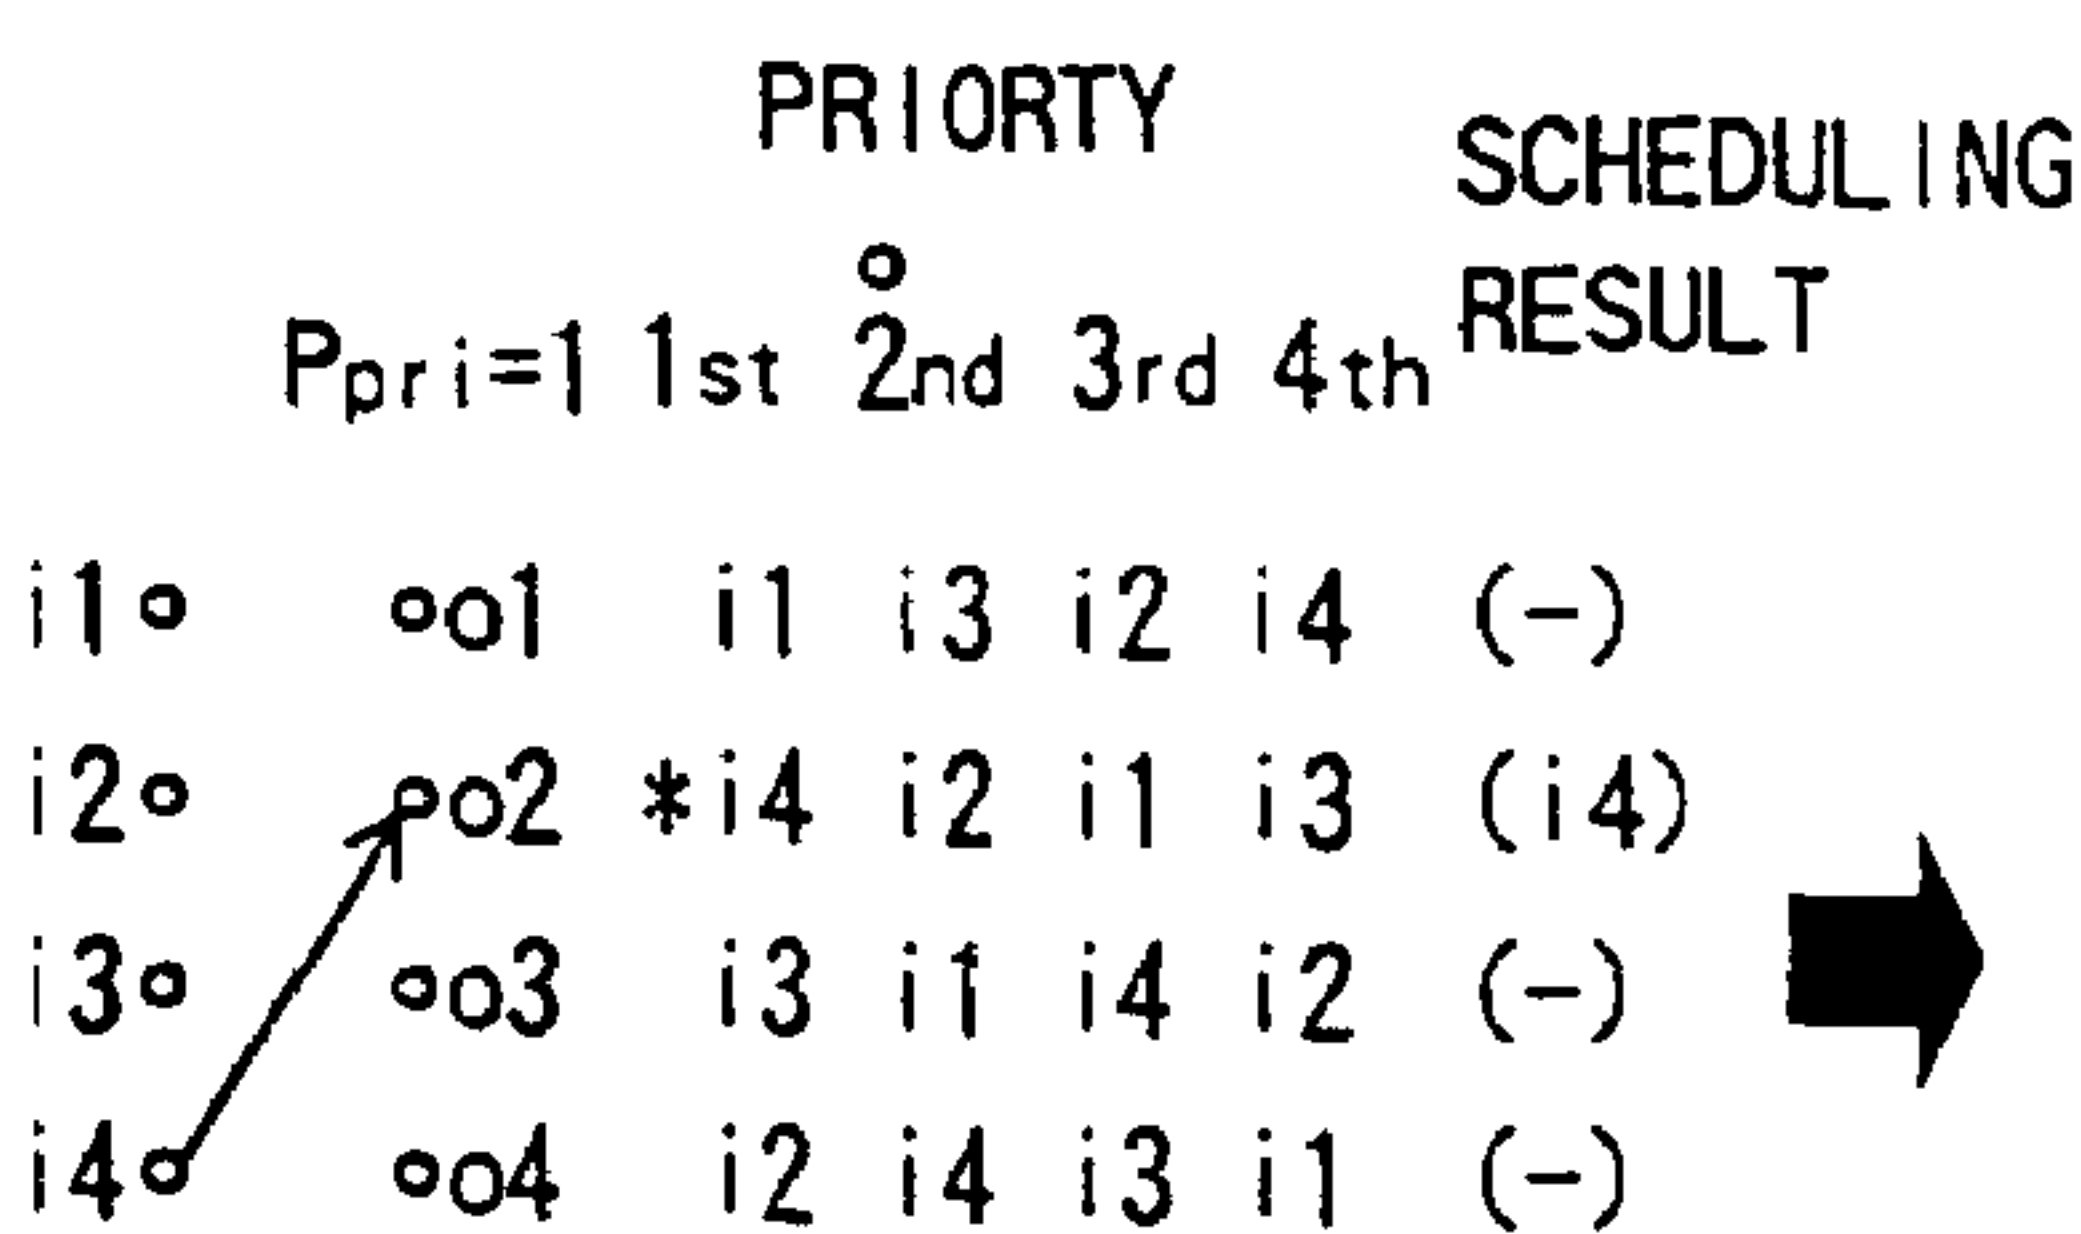 PRIORTY
SCHEDULING
RESULT
Ppri=1 1st 2nd 3rd 4th
i1 o1 i1 i3 i2 i4 (-)
i2 o2 *i4 i2 i1 i3 (i4)
i3 o3 i3 i1 i4 i2 (-)
i4 o4 i2 i4 i3 i1 (-)